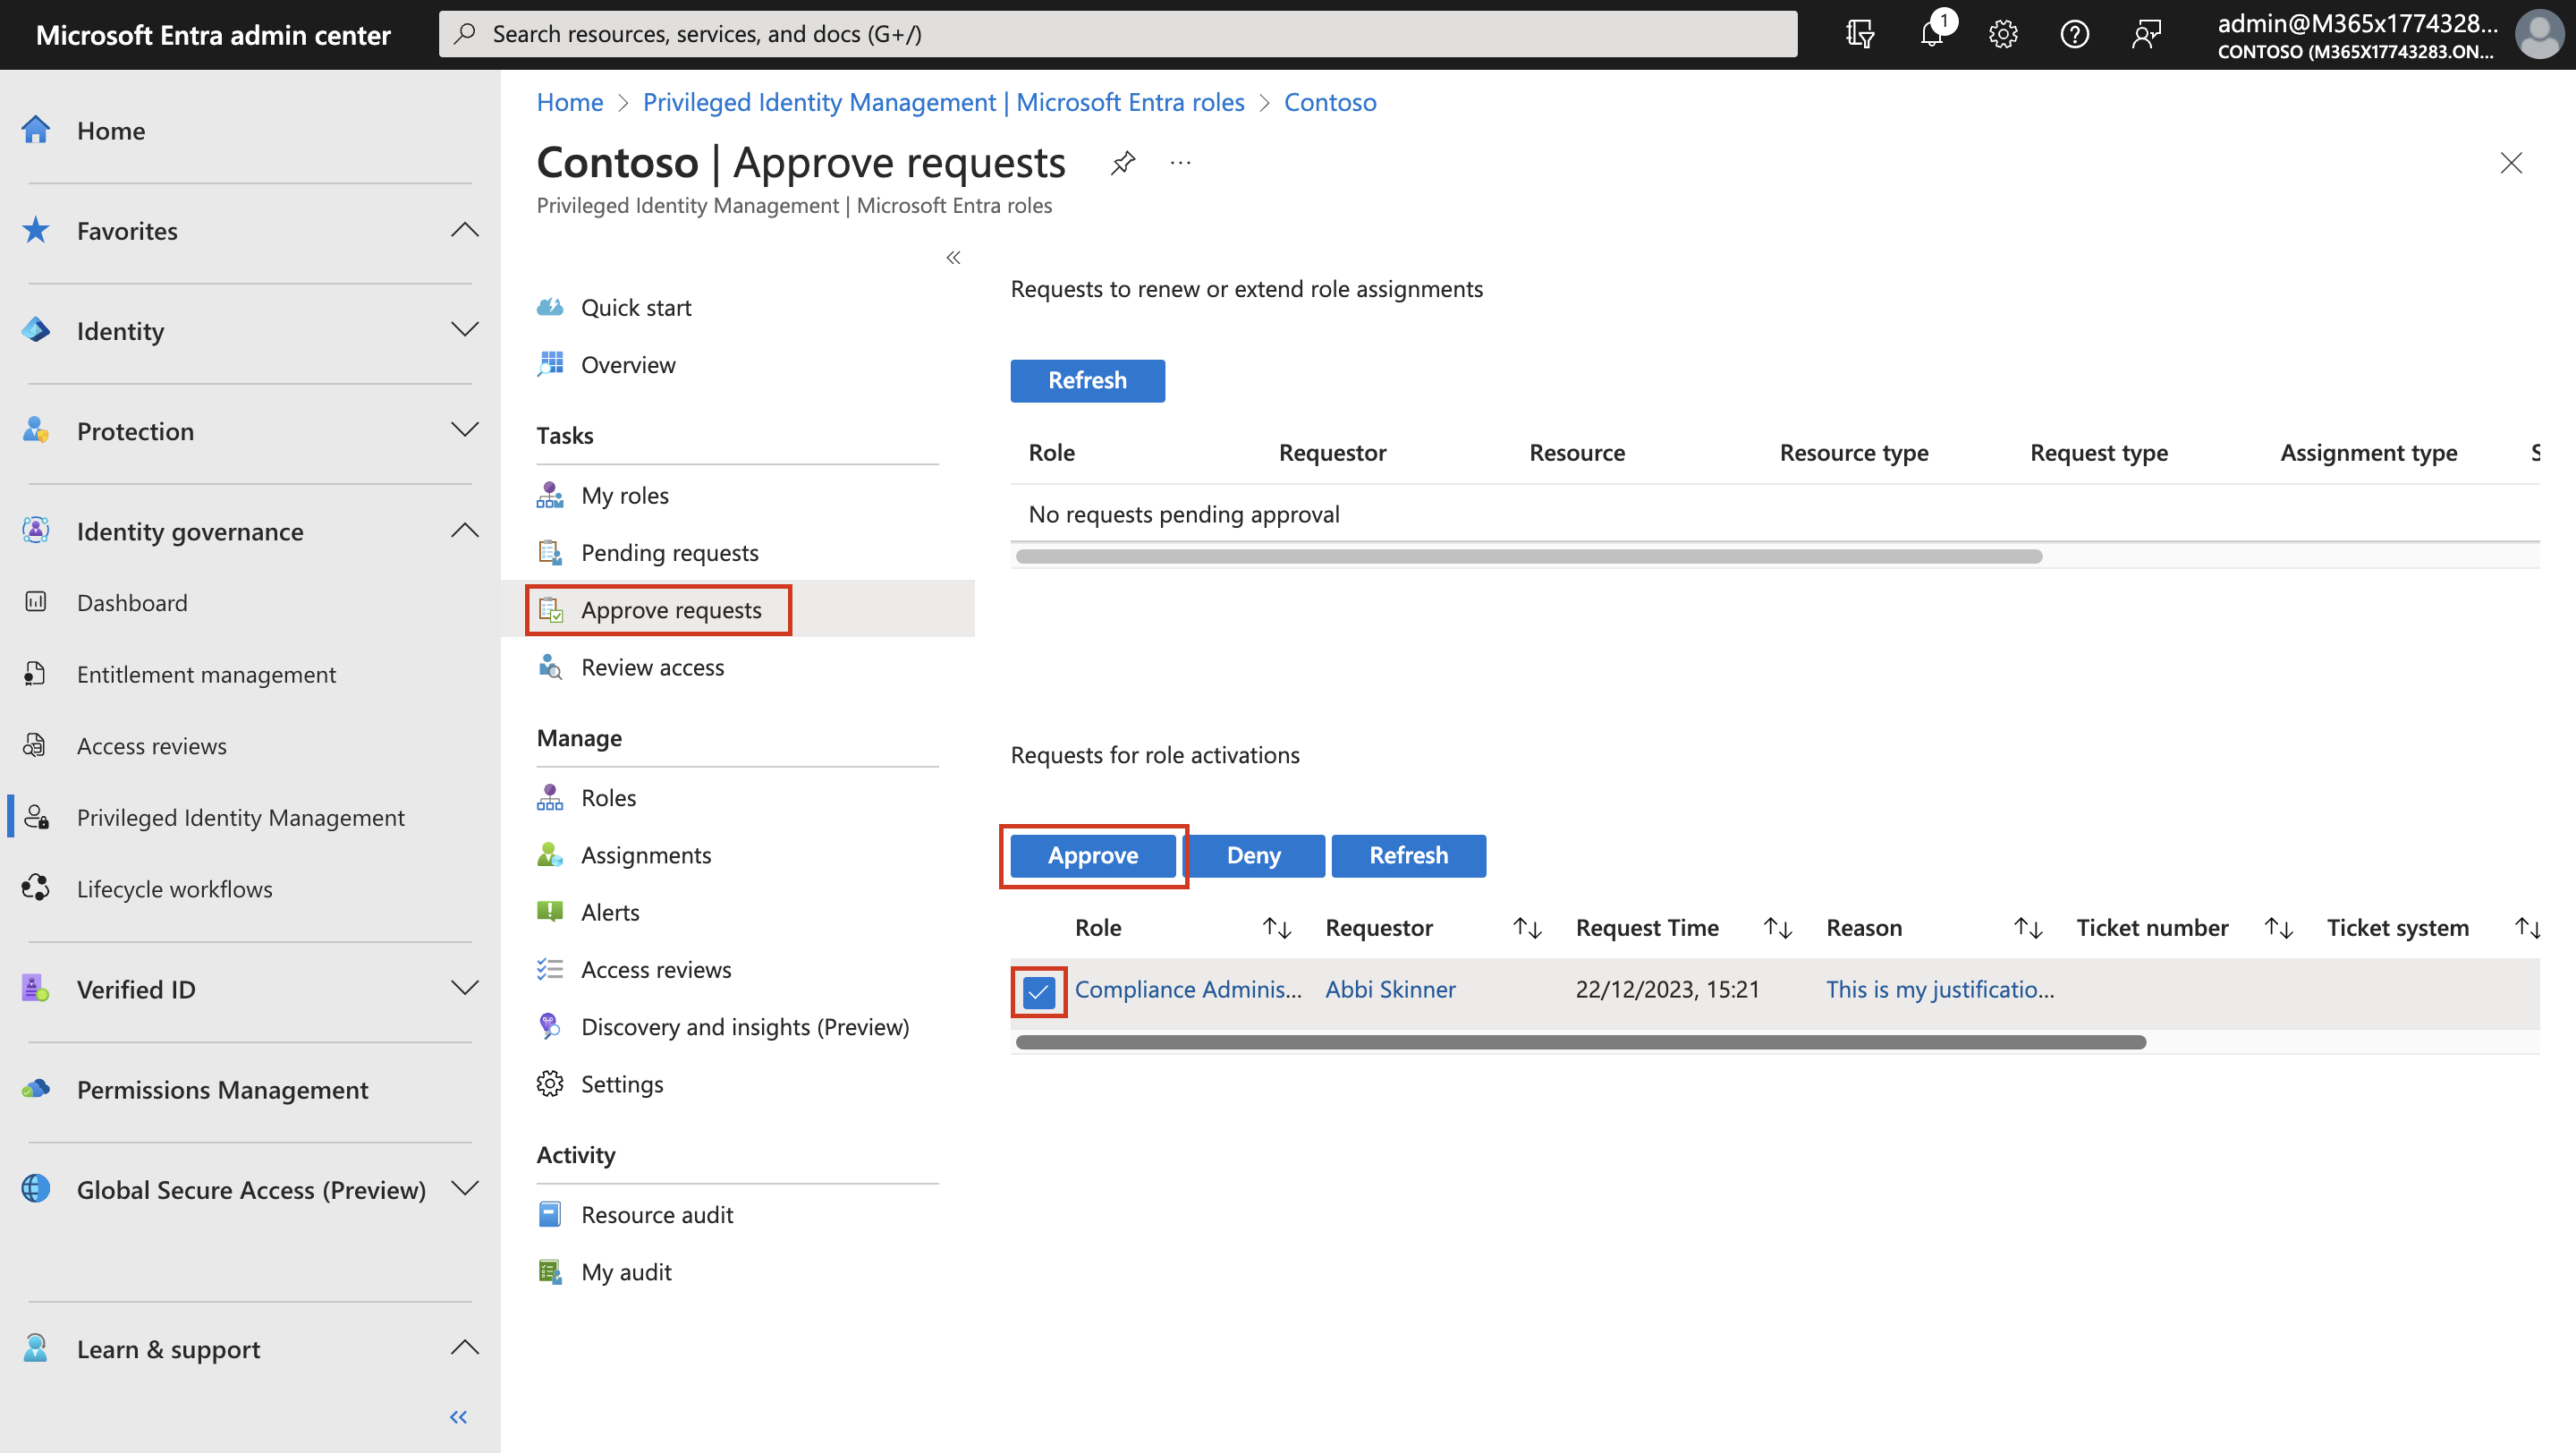 Microsoft Entra admin center
Search resources, services, and docs (G+/)
1
admin@M365x1774328...
CONTOSO (M365X17743283.ON...
Home
Favorites
Identity
Protection
Identity governance
Dashboard
Entitlement management
Access reviews
Privileged Identity Management
Lifecycle workflows
Verified ID
Permissions Management
Global Secure Access (Preview)
Learn & support
Home > Privileged Identity Management | Microsoft Entra roles > Contoso
Contoso | Approve requests
Privileged Identity Management | Microsoft Entra roles
Quick start
Overview
Tasks
My roles
Pending requests
Approve requests
Review access
Manage
Roles
Assignments
Alerts
Access reviews
Discovery and insights (Preview)
Settings
Activity
Resource audit
My audit
Requests to renew or extend role assignments
Refresh
Role Requestor Resource Resource type Request type Assignment type S
No requests pending approval
Requests for role activations
Approve Deny Refresh
Role Requestor Request Time Reason Ticket number Ticket system
Compliance Adminis... Abbi Skinner 22/12/2023, 15:21 This is my justificatio...